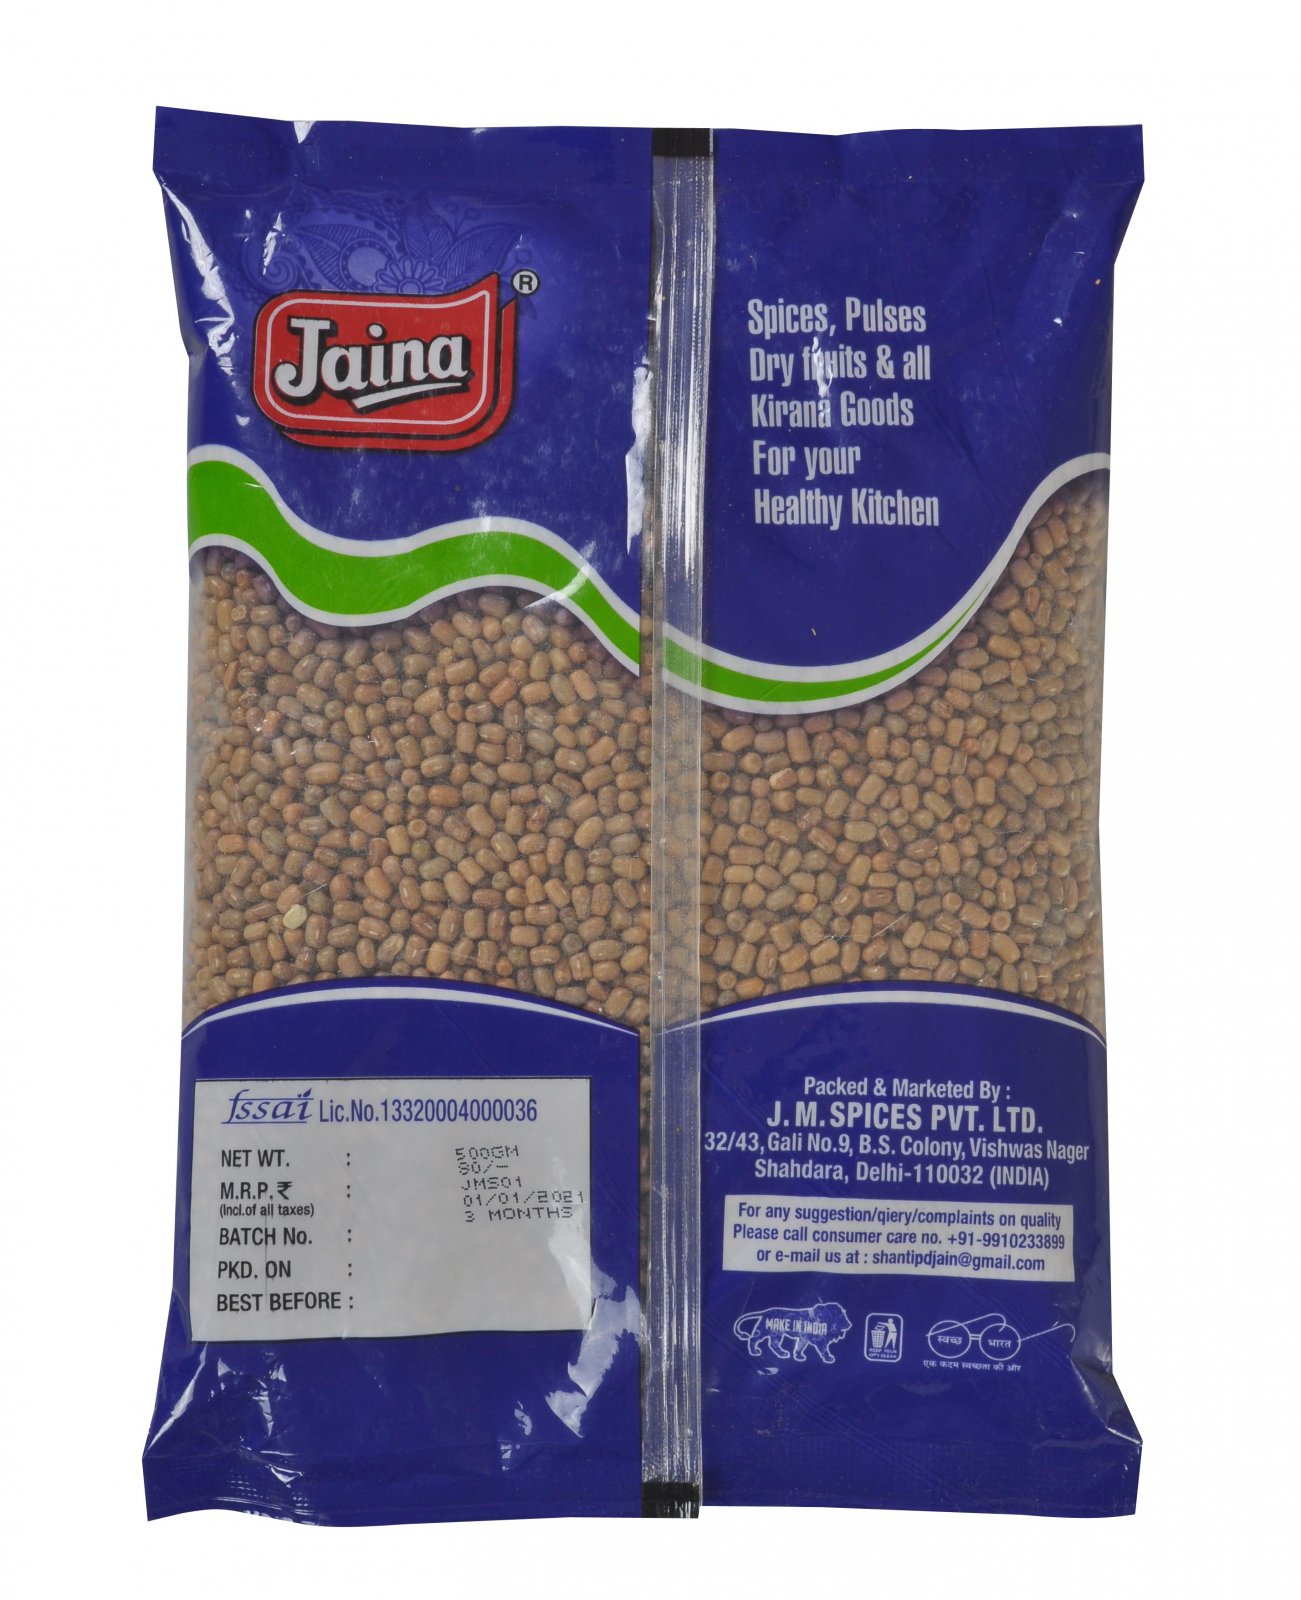 Jaina ®
Spices, Pulses
Dry fruits & all
Kirana Goods
For your
Healthy Kitchen
fssai Lic.No.13320004000036
NET WT. :
M.R.P. ₹ :
(Incl.of all taxes)
BATCH No. :
PKD. ON :
BEST BEFORE :
500GM
80/-
JMS01
01/01/2021
3 MONTHS
Packed & Marketed By :
J. M. SPICES PVT. LTD.
32/43, Gali No.9, B.S. Colony, Vishwas Nager
Shahdara, Delhi-110032 (INDIA)
For any suggestion/qiery/complaints on quality
Please call consumer care no. +91-9910233899
or e-mail us at : shantipdjain@gmail.com
MAKE IN INDIA
KEEP YOUR
CITY CLEAN
स्वच्छ भारत
एक कदम स्वच्छता की ओर